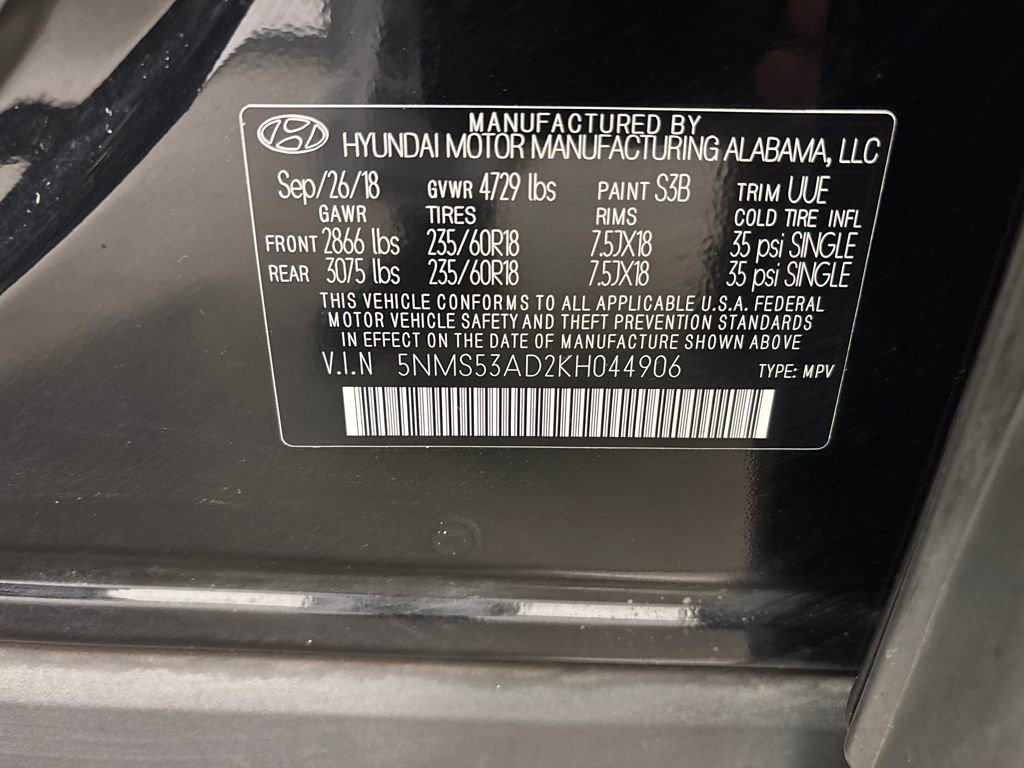 MANUFACTURED BY
HYUNDAI MOTOR MANUFACTURING ALABAMA, LLC
Sep/26/18 GVWR 4729 lbs PAINT S3B TRIM UUE
GAWR TIRES RIMS COLD TIRE INFL
FRONT 2866 lbs 235/60R18 7.5JX18 35 psi SINGLE
REAR 3075 lbs 235/60R18 7.5JX18 35 psi SINGLE
THIS VEHICLE CONFORMS TO ALL APPLICABLE U.S.A. FEDERAL
MOTOR VEHICLE SAFETY AND THEFT PREVENTION STANDARDS
IN EFFECT ON THE DATE OF MANUFACTURE SHOWN ABOVE
V.I.N 5NMS53AD2KH044906 TYPE: MPV